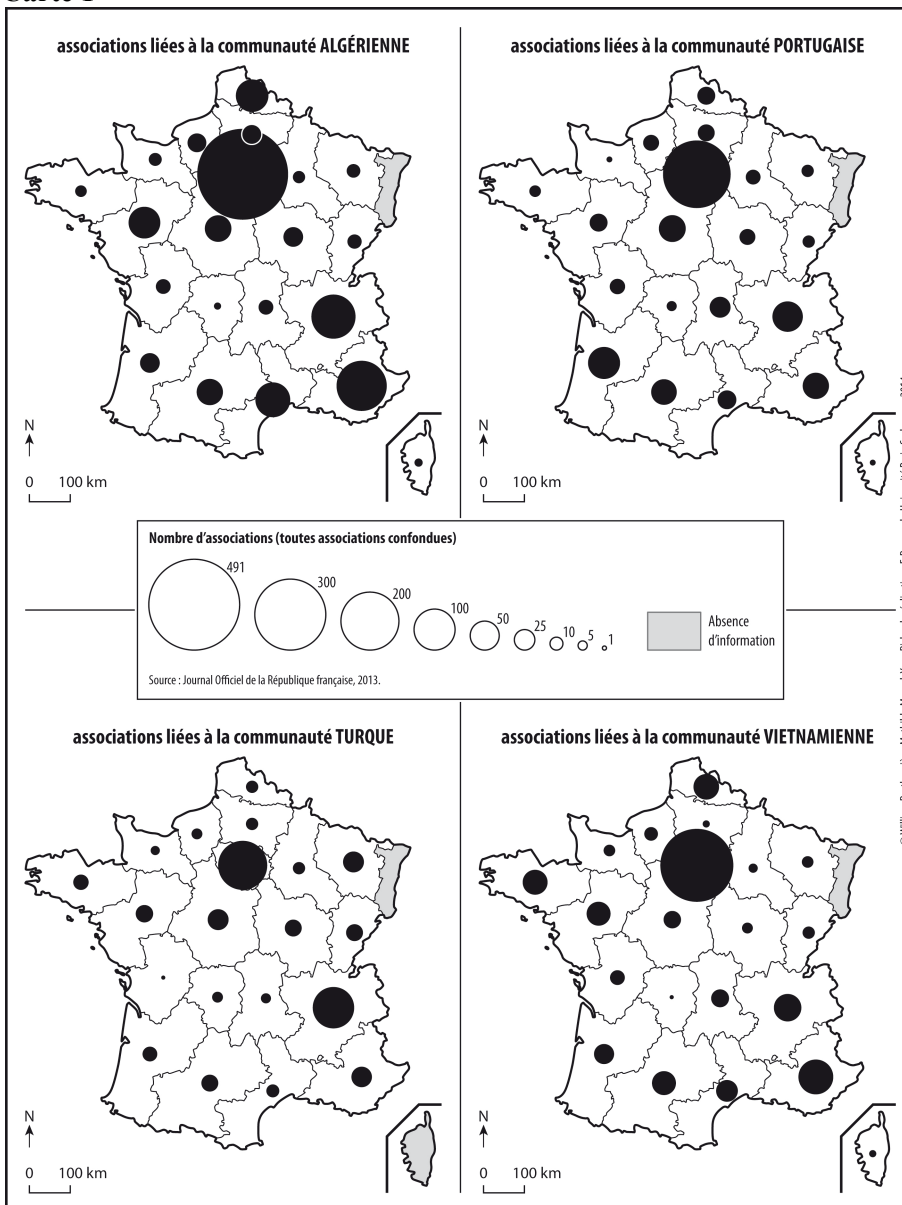 associations liées à la communauté ALGÉRIENNE
associations liées à la communauté PORTUGAISE
N
0 100 km
N
0 100 km
Nombre d'associations (toutes associations confondues)
491
300
200
100
50
25
10
5
1
Absence
d'information
Source : Journal Officiel de la République française, 2013.
associations liées à la communauté TURQUE
associations liées à la communauté VIETNAMIENNE
N
0 100 km
N
0 100 km